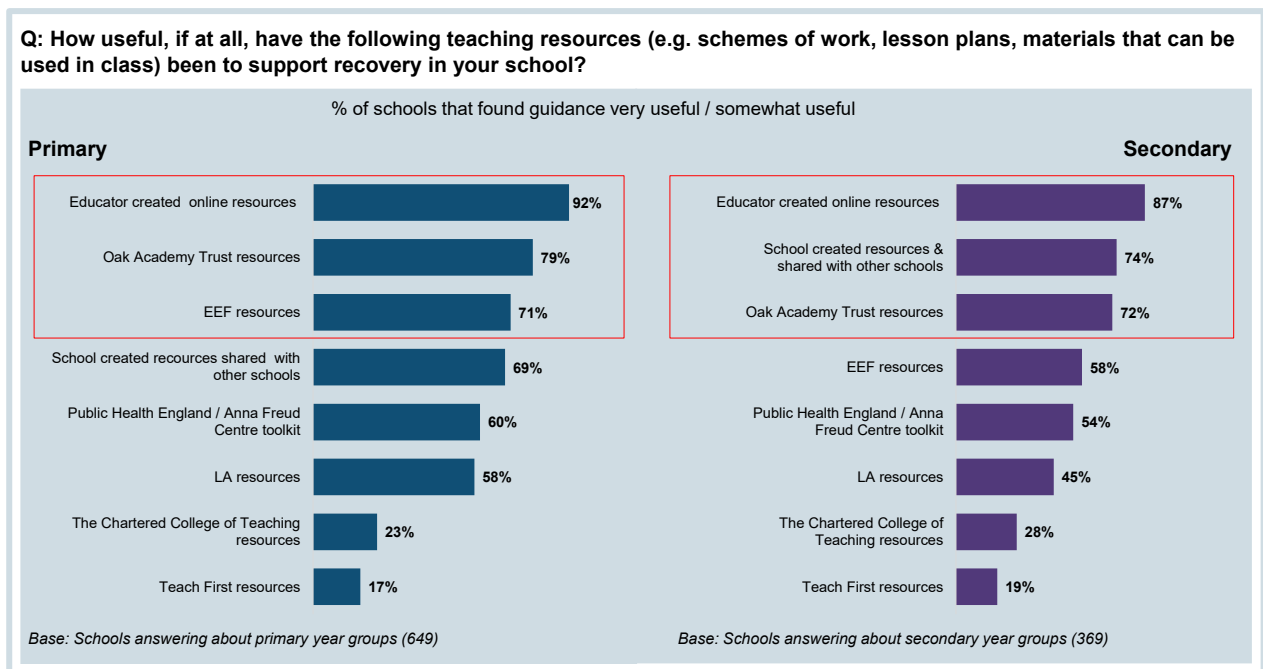 Q: How useful, if at all, have the following teaching resources (e.g. schemes of work, lesson plans, materials that can be
used in class) been to support recovery in your school?
% of schools that found guidance very useful / somewhat useful
Primary
Educator created online resources
92%
Oak Academy Trust resources
79%
EEF resources
71%
School created recources shared with
other schools
69%
Public Health England / Anna Freud
Centre toolkit
60%
LA resources
58%
The Chartered College of Teaching
resources
23%
Teach First resources
17%
Base: Schools answering about primary year groups (649)
Secondary
Educator created online resources
87%
School created resources &
shared with other schools
74%
Oak Academy Trust resources
72%
EEF resources
58%
Public Health England / Anna
Freud Centre toolkit
54%
LA resources
45%
The Chartered College of
Teaching resources
28%
Teach First resources
19%
Base: Schools answering about secondary year groups (369)